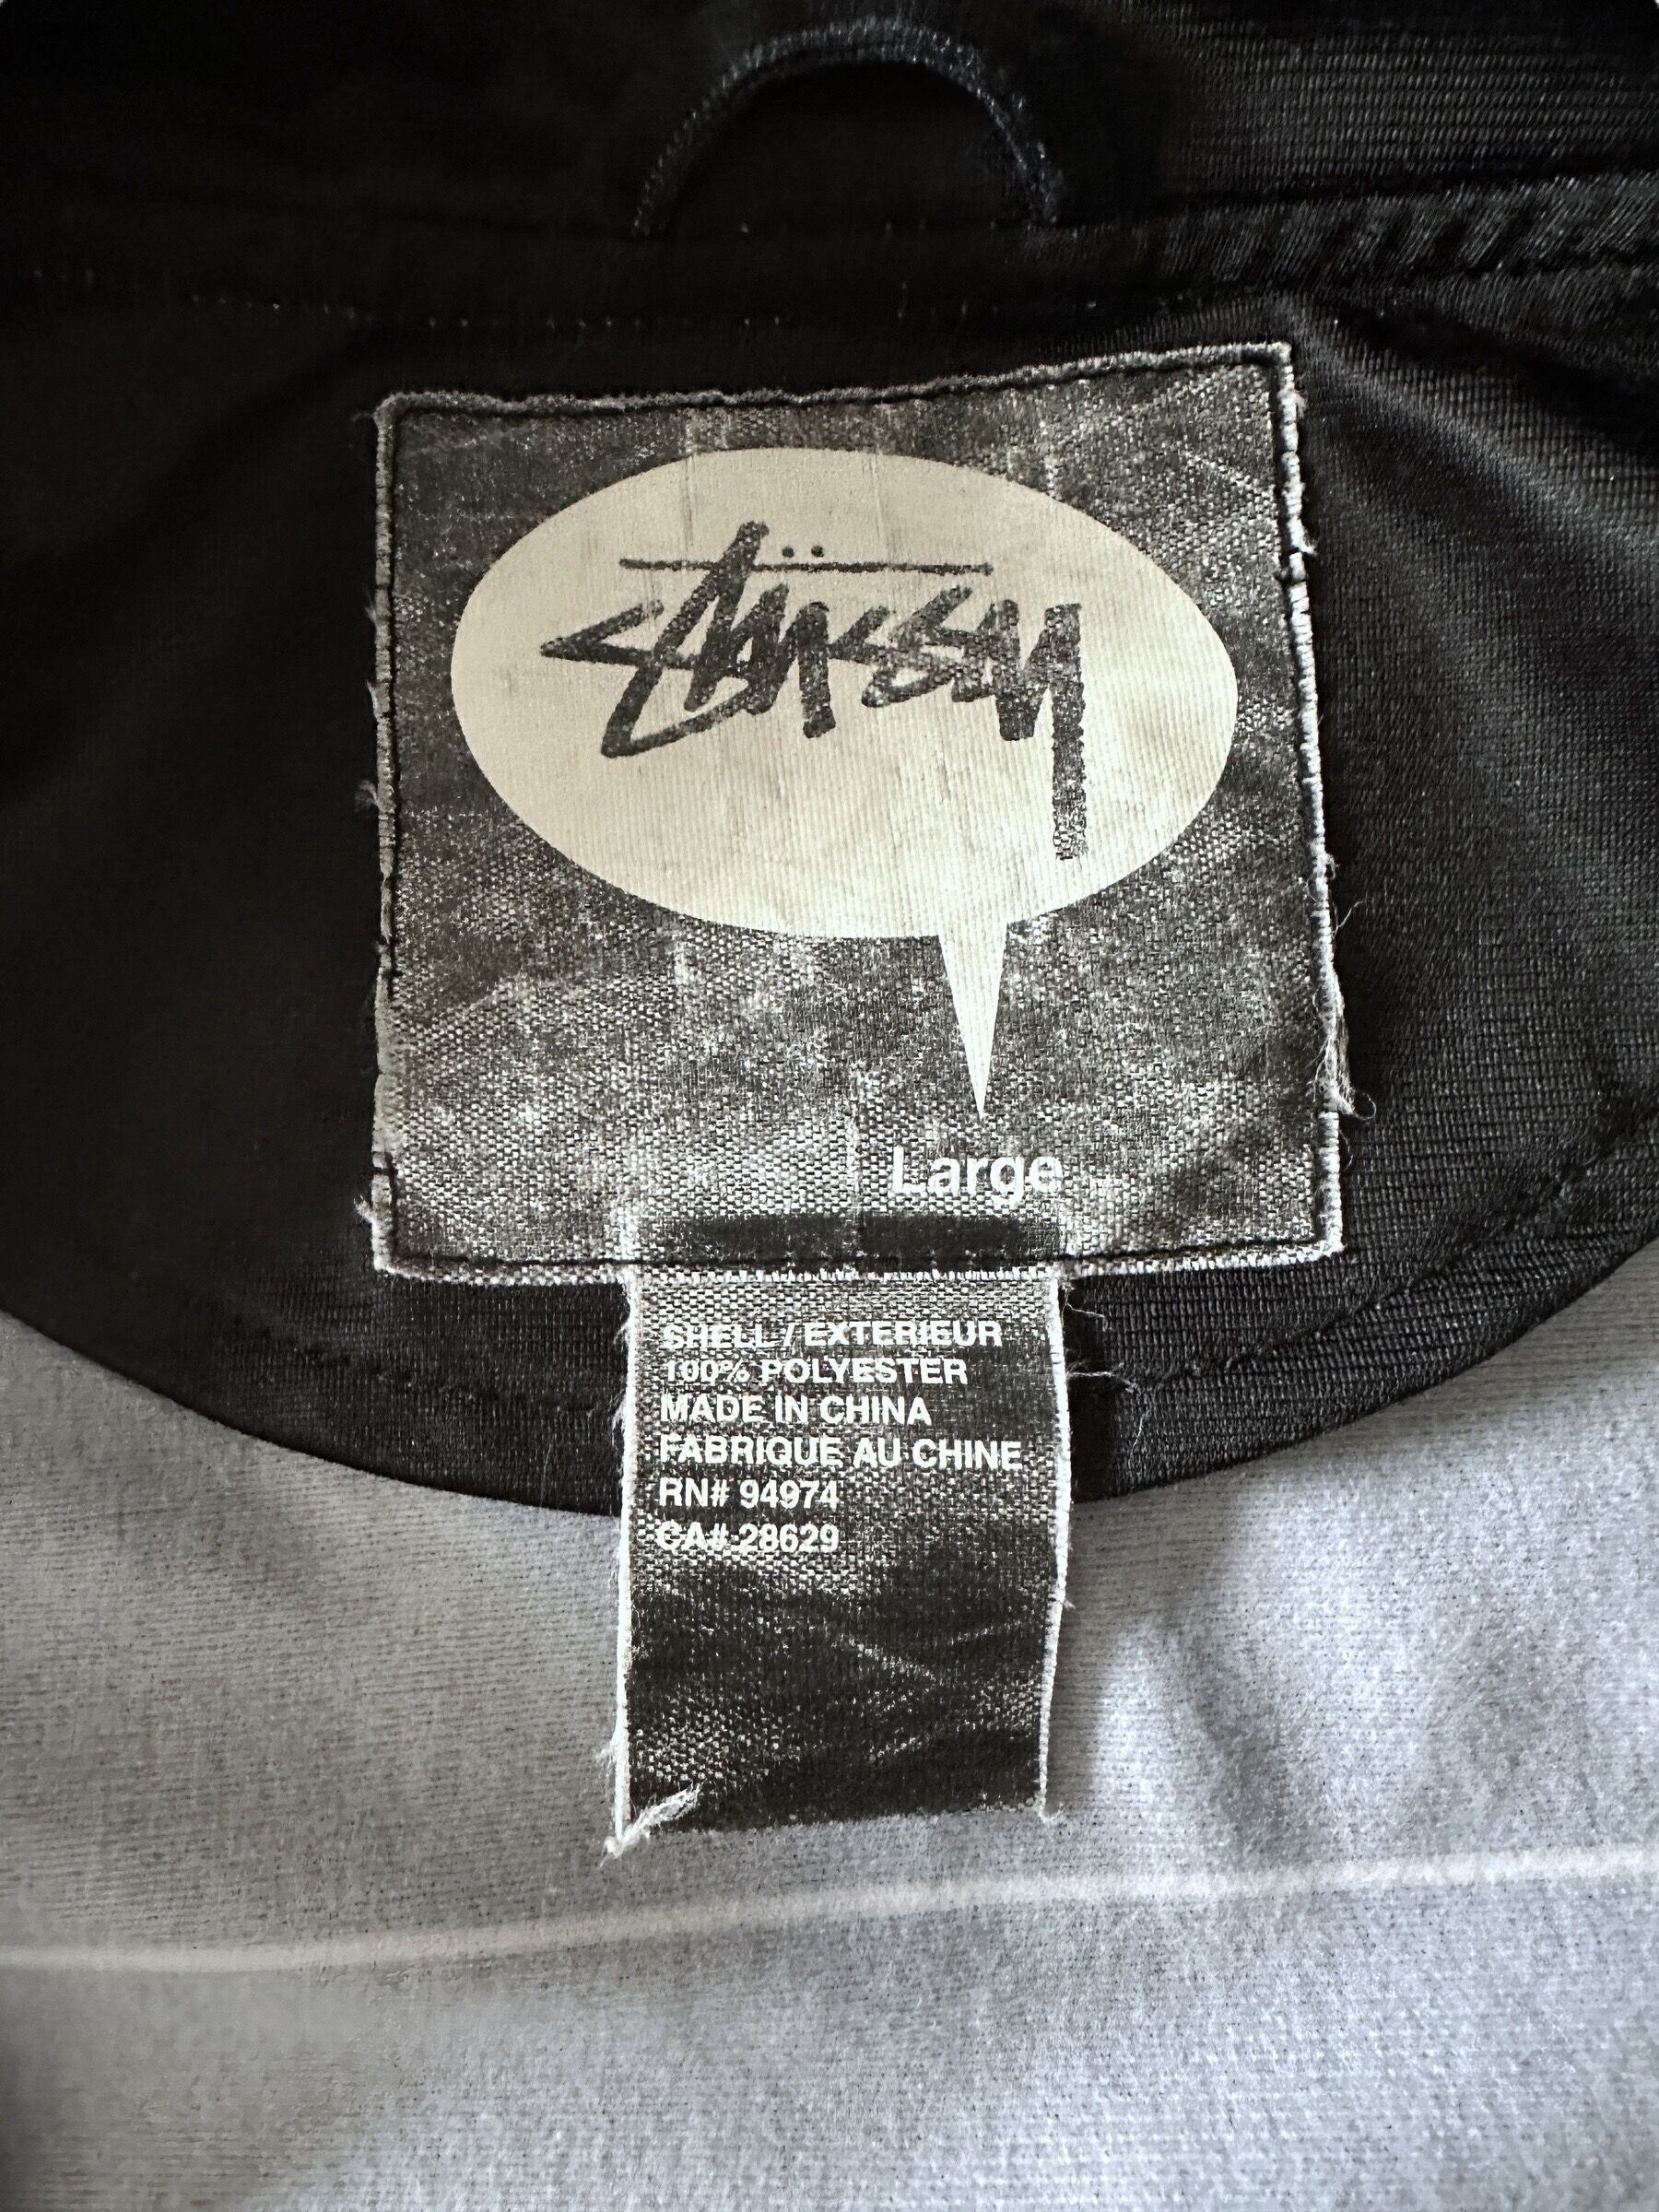 Stüssy
Large
SHELL / EXTERIEUR
100% POLYESTER
MADE IN CHINA
FABRIQUE AU CHINE
RN# 94974
CA# 28629